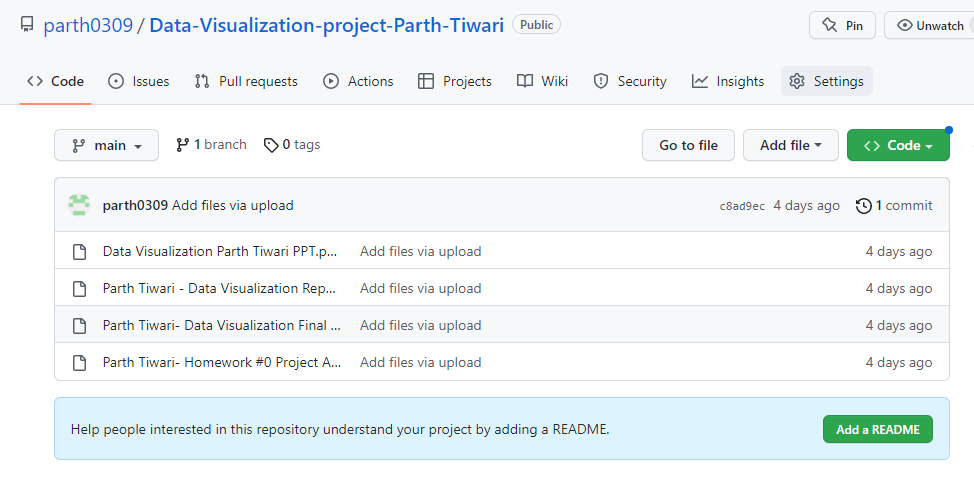 parth0309 / Data-Visualization-project-Parth-Tiwari Public Pin Unwatch
Code Issues Pull requests Actions Projects Wiki Security Insights Settings
main 1 branch 0 tags Go to file Add file Code
parth0309 Add files via upload c8ad9ec 4 days ago 1 commit
Data Visualization Parth Tiwari PPT.p... Add files via upload 4 days ago
Parth Tiwari - Data Visualization Rep... Add files via upload 4 days ago
Parth Tiwari- Data Visualization Final ... Add files via upload 4 days ago
Parth Tiwari- Homework #0 Project A... Add files via upload 4 days ago
Help people interested in this repository understand your project by adding a README. Add a README